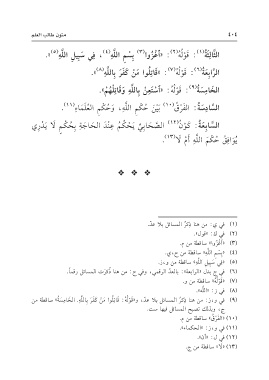 ٤٠٤ متون طالب العلم
الثَّالِثَةُ(١): قَوْلُهُ(٢): «اغْزُوا(٣) بِسْمِ اللَّهِ(٤)، فِي سَبِيلِ اللَّهِ(٥)».
الرَّابِعَةُ(٦): قَوْلُهُ(٧): «قَاتِلُوا مَنْ كَفَرَ بِاللَّهِ(٨)».
الخَامِسَةُ(٩): قَوْلُهُ: «اسْتَعِنْ بِاللَّهِ وَقَاتِلْهُمْ».
السَّادِسَةُ: الفَرْقُ(١٠) بَيْنَ حُكْمِ اللَّهِ، وَحُكْمِ العُلَمَاءِ(١١).
السَّابِعَةُ: كَوْنُ(١٢) الصَّحَابِيِّ يَحْكُمُ عِنْدَ الحَاجَةِ بِحُكْمٍ لَا يَدْرِي
يُوَافِقُ حُكْمَ اللَّهِ أَمْ لَا(١٣).
(١) في ي: من هنا ذكر المسائل بلا عدّ.
(٢) في ك: «قول».
(٣) «اغزوا» ساقطة من م.
(٤) «بسم الله» ساقطة من ح،ي.
(٥) «في سبيل الله» ساقطة من و،ز.
(٦) في ج بدل «الرابعة»: بالعدّ الرقمي، وفي ح: من هنا ذكرت المسائل رقماً.
(٧) «قوله» ساقطة من و.
(٨) في ز: «الله».
(٩) في و،ز: من هنا ذكر المسائل بلا عدّ، و«قوله: قاتلوا من كفر بالله. الخامسة» ساقطة من
ج، وبذلك تصبح المسائل فيها ست.
(١٠) «الفرق» ساقطة من م.
(١١) في و،ز: «الحكماء».
(١٢) في ل: «أن».
(١٣) «لا» ساقطة من ج.